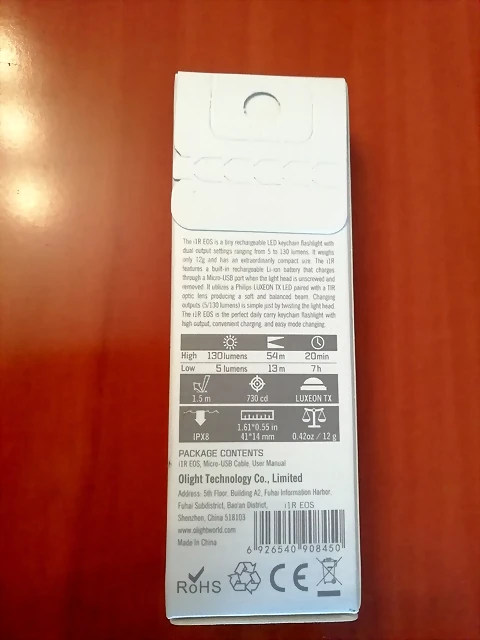 The i1R EOS is a tiny rechargeable LED keychain flashlight with
dual output settings ranging from 5 to 130 lumens. It weighs
only 12g and has an extraordinarily compact size. The i1R
features a built-in rechargeable Li-ion battery that charges
through a Micro-USB port when the light head is unscrewed and
removed. It utilizes a Philips LUXEON TX LED paired with a TIR
optic lens producing a soft and balanced beam. Changing
outputs (5/130 lumens) is simple just by twisting the light head.
The i1R EOS is the perfect daily carry keychain flashlight with
high output, convenient charging, and easy mode changing.
High 130 lumens 54 m 20min
Low 5 lumens 13 m 7 h
1.5 m 730 cd LUXEON TX
IPX8 1.61*0.55 in 41*14 mm 0.42oz / 12 g
PACKAGE CONTENTS
i1R EOS, Micro-USB Cable, User Manual
Olight Technology Co., Limited
Address: 5th Floor, Building A2, Fuhai Information Harbor,
Fuhai Subdistrict, Bao'an District,
Shenzhen, China 518103
i1R EOS
www.olightworld.com
Made In China
6 926540 908450
RoHS CE